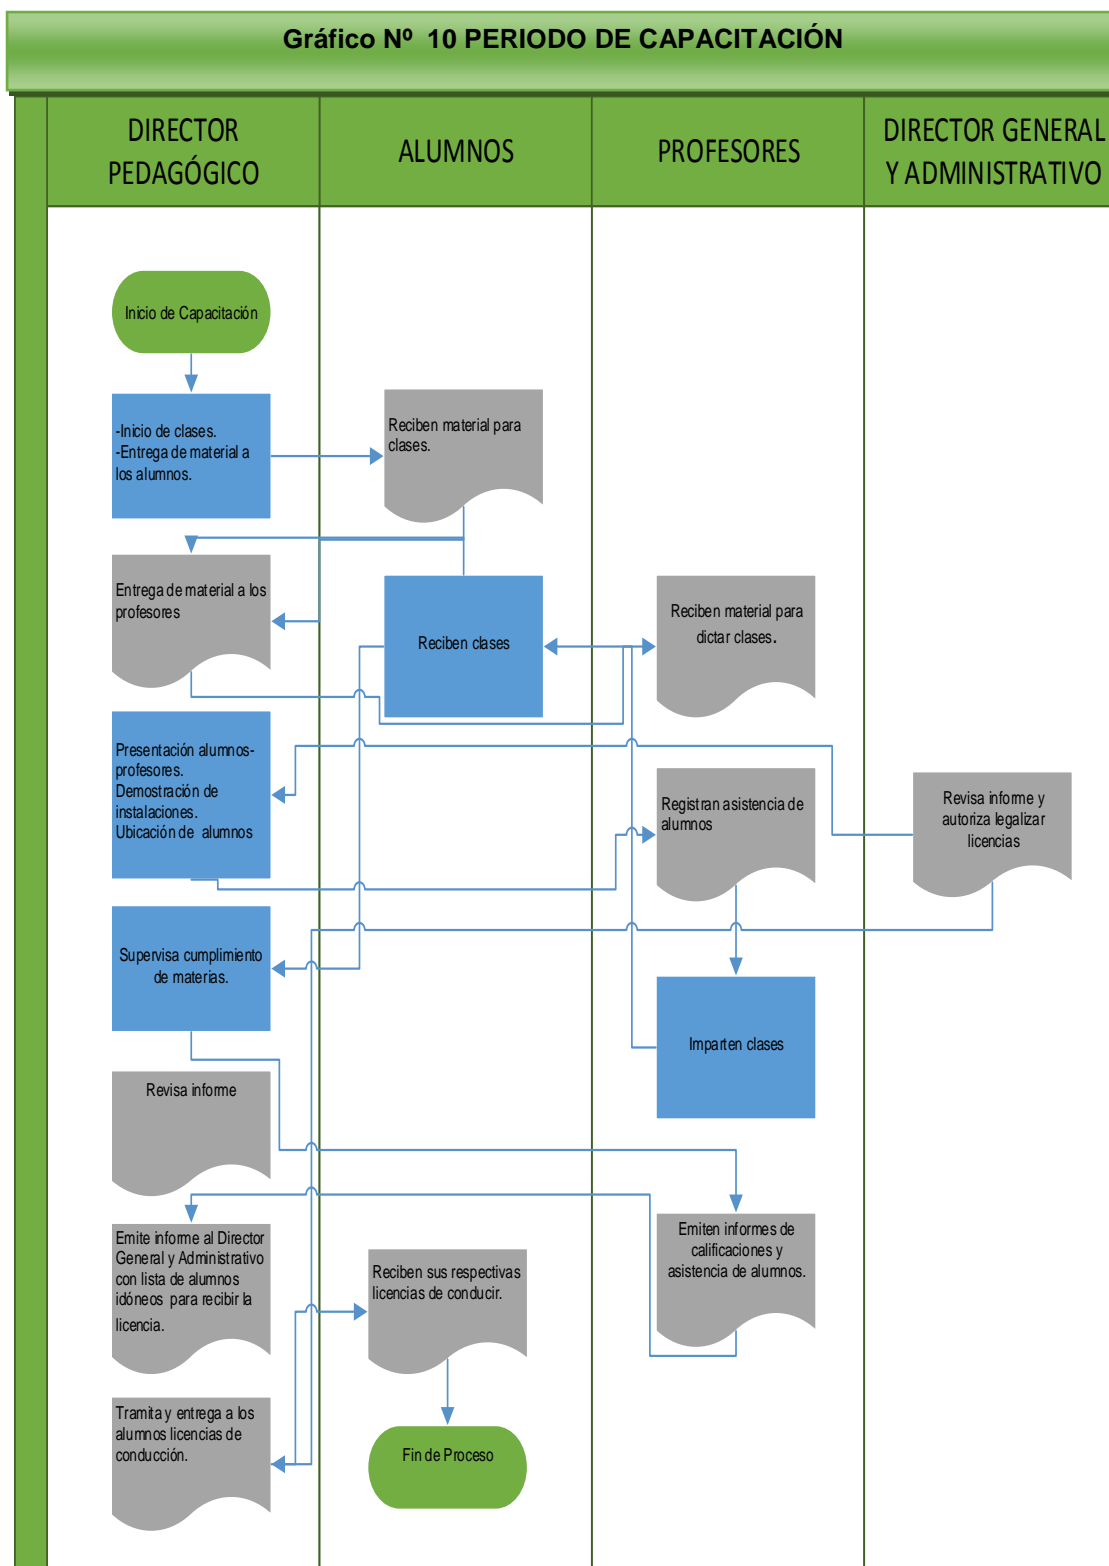 Gráfico Nº 10 PERIODO DE CAPACITACIÓN
DIRECTOR
PEDAGÓGICO
ALUMNOS
PROFESORES
DIRECTOR GENERAL
Y ADMINISTRATIVO
Inicio de Capacitación
-Inicio de clases.
-Entrega de material a
los alumnos.
Reciben material para
clases.
Entrega de material a los
profesores
Reciben clases
Reciben material para
dictar clases.
Presentación alumnos-
profesores.
Demostración de
instalaciones.
Ubicación de alumnos
Registran asistencia de
alumnos
Revisa informe y
autoriza legalizar
licencias
Supervisa cumplimiento
de materias.
Imparten clases
Revisa informe
Emite informe al Director
General y Administrativo
con lista de alumnos
idóneos para recibir la
licencia.
Reciben sus respectivas
licencias de conducir.
Emiten informes de
calificaciones y
asistencia de alumnos.
Tramita y entrega a los
alumnos licencias de
conducción.
Fin de Proceso